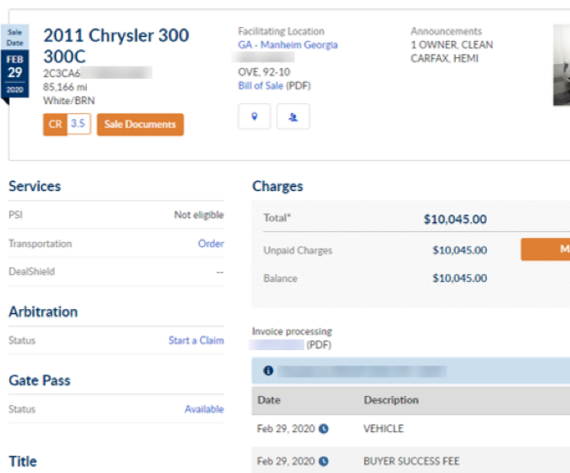 Sale
Date
FEB
29
2020
2011 Chrysler 300
300C
2C3CA6
85,166 mi
White/BRN
CR 3.5 Sale Documents
Facilitating Location
GA - Manheim Georgia
OVE, 92-10
Bill of Sale (PDF)
Announcements
1 OWNER, CLEAN
CARFAX, HEMI
Services
PSI Not eligible
Transportation Order
DealShield --
Arbitration
Status Start a Claim
Gate Pass
Status Available
Title
Charges
Total* $10,045.00
Unpaid Charges $10,045.00 M
Balance $10,045.00
Invoice processing
(PDF)
Date Description
Feb 29, 2020 VEHICLE
Feb 29, 2020 BUYER SUCCESS FEE